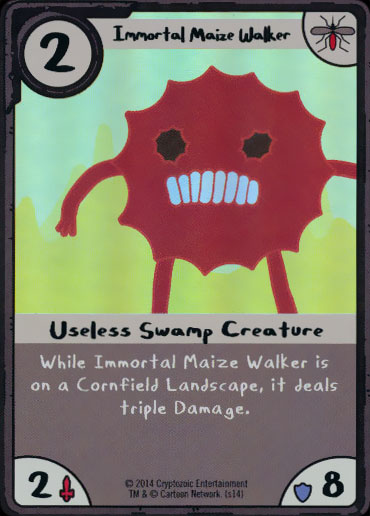 2
Immortal Maize Walker
Useless Swamp Creature
While Immortal Maize Walker is
on a Cornfield Landscape, it deals
triple Damage.
2
© 2014 Cryptozoic Entertainment
TM & © Cartoon Network. (s14)
8